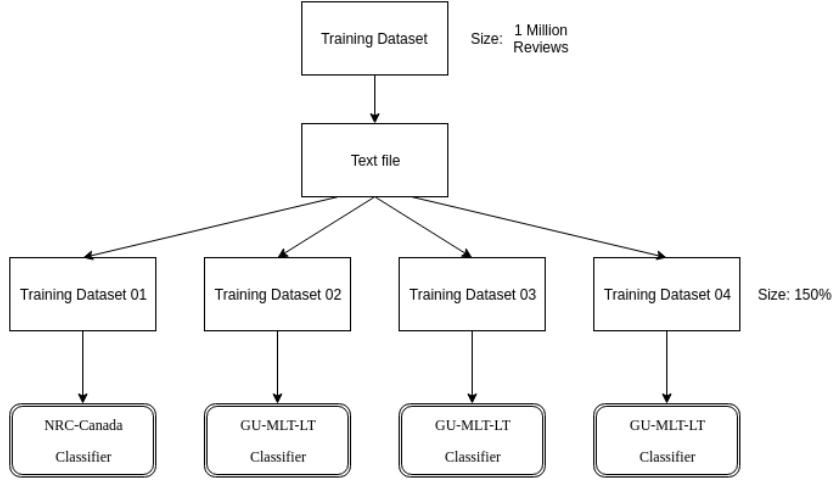 Training Dataset
Size: 1 Million
Reviews
Text file
Training Dataset 01
Training Dataset 02
Training Dataset 03
Training Dataset 04
Size: 150%
NRC-Canada
Classifier
GU-MLT-LT
Classifier
GU-MLT-LT
Classifier
GU-MLT-LT
Classifier